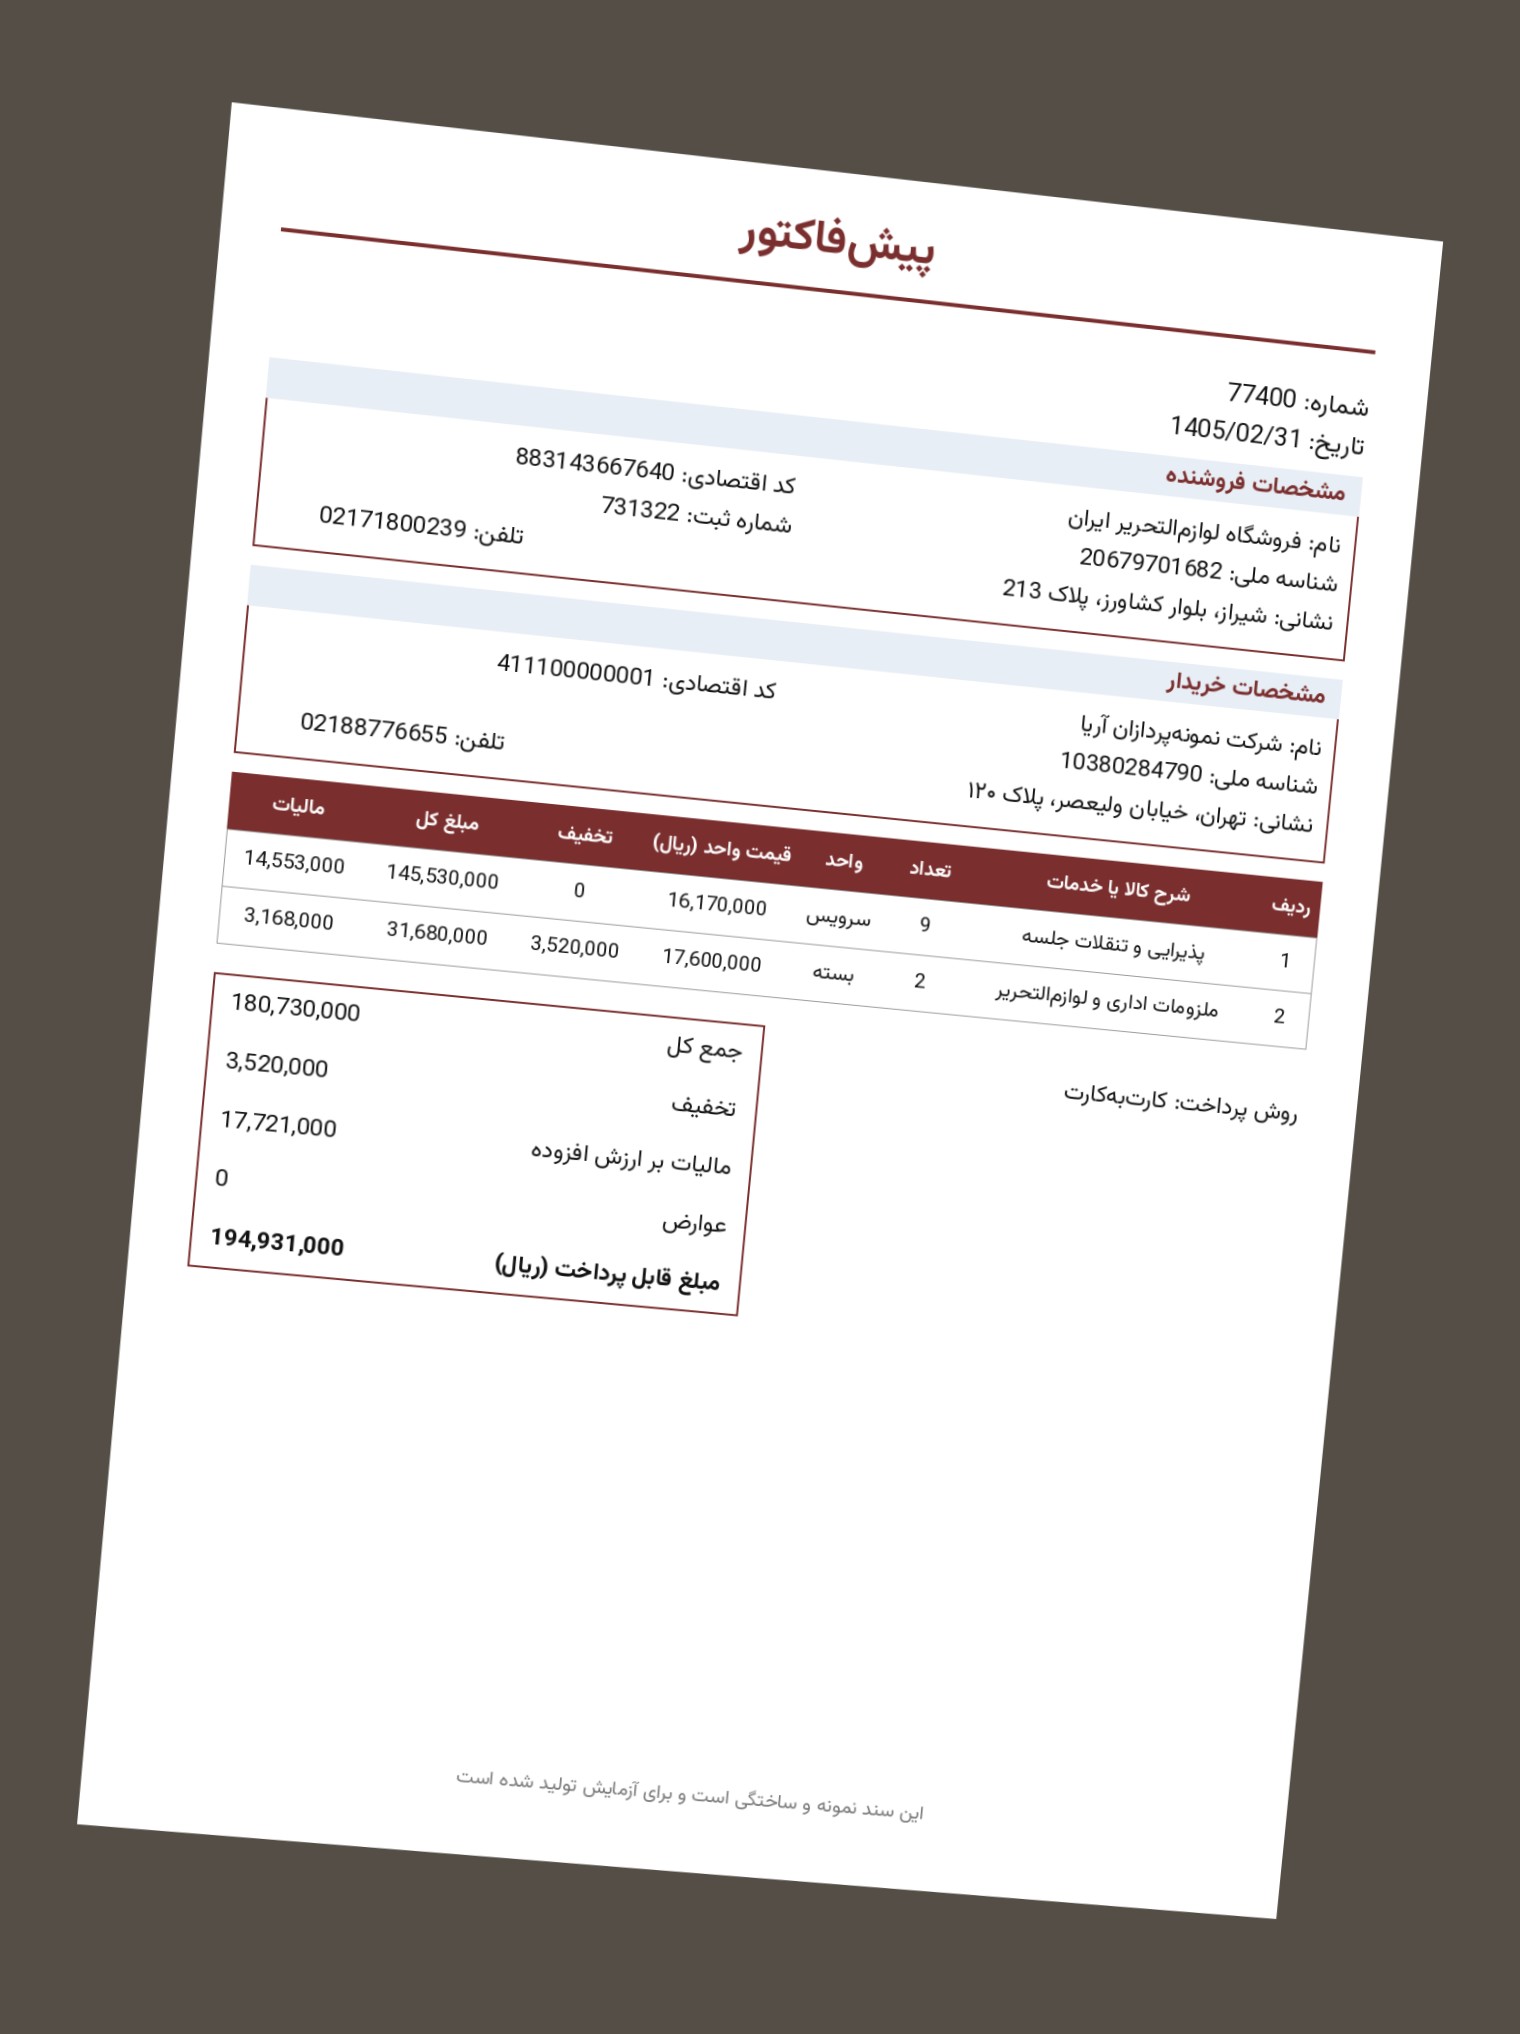 پیش‌فاکتور
شماره: 77400
تاریخ: 1405/02/31
مشخصات فروشنده
نام: فروشگاه لوازم‌التحریر ایران
کد اقتصادی: 883143667640
شناسه ملی: 20679701682
شماره ثبت: 731322
نشانی: شیراز، بلوار کشاورز، پلاک 213
تلفن: 02171800239
مشخصات خریدار
نام: شرکت نمونه‌پردازان آریا
کد اقتصادی: 411100000001
شناسه ملی: 10380284790
نشانی: تهران، خیابان ولیعصر، پلاک ۱۲۰
تلفن: 02188776655
ردیف شرح کالا یا خدمات تعداد واحد قیمت واحد (ریال) تخفیف مبلغ کل مالیات
1 پذیرایی و تنقلات جلسه 9 سرویس 16,170,000 0 145,530,000 14,553,000
2 ملزومات اداری و لوازم‌التحریر 2 بسته 17,600,000 3,520,000 31,680,000 3,168,000
جمع کل 180,730,000
تخفیف 3,520,000
مالیات بر ارزش افزوده 17,721,000
عوارض 0
مبلغ قابل پرداخت (ریال) 194,931,000
روش پرداخت: کارت‌به‌کارت
این سند نمونه و ساختگی است و برای آزمایش تولید شده است